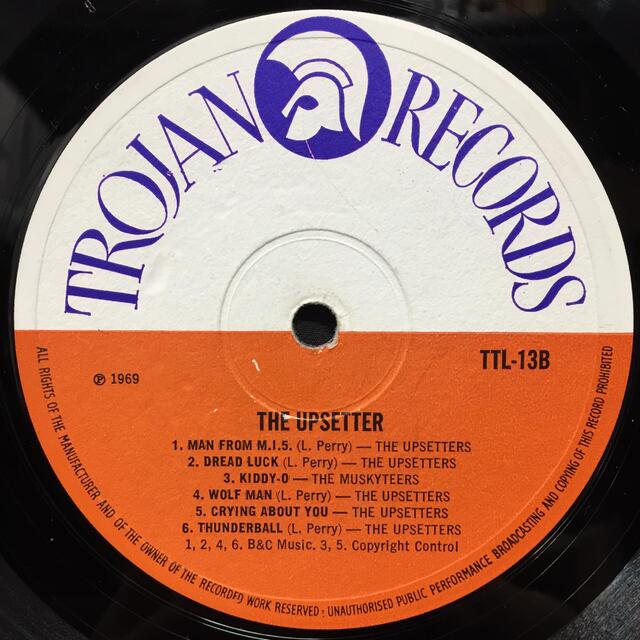 TROJAN RECORDS
TTL-13B
℗ 1969
THE UPSETTER
1. MAN FROM M.I.5. (L. Perry) — THE UPSETTERS
2. DREAD LUCK (L. Perry) — THE UPSETTERS
3. KIDDY-O — THE MUSKYTEERS
4. WOLF MAN (L. Perry) — THE UPSETTERS
5. CRYING ABOUT YOU — THE UPSETTERS
6. THUNDERBALL (L. Perry) — THE UPSETTERS
1, 2, 4, 6. B&C Music. 3, 5. Copyright Control
ALL RIGHTS OF THE MANUFACTURER AND OF THE OWNER OF THE RECORDED WORK RESERVED : UNAUTHORISED PUBLIC PERFORMANCE BROADCASTING AND COPYING OF THIS RECORD PROHIBITED